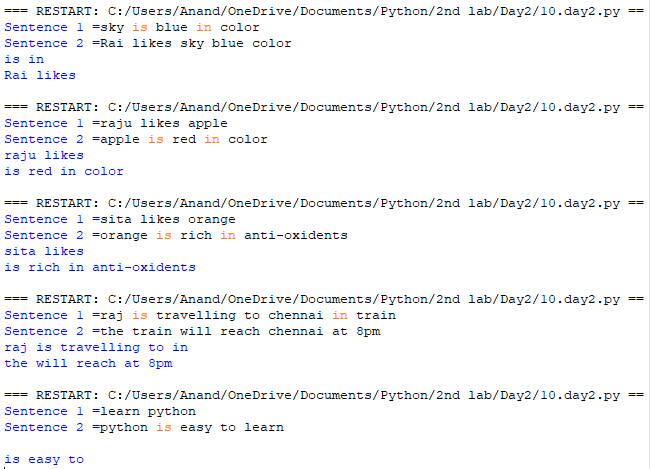 === RESTART: C:/Users/Anand/OneDrive/Documents/Python/2nd lab/Day2/10.day2.py ==
Sentence 1 =sky is blue in color
Sentence 2 =Rai likes sky blue color
is in
Rai likes
=== RESTART: C:/Users/Anand/OneDrive/Documents/Python/2nd lab/Day2/10.day2.py ==
Sentence 1 =raju likes apple
Sentence 2 =apple is red in color
raju likes
is red in color
=== RESTART: C:/Users/Anand/OneDrive/Documents/Python/2nd lab/Day2/10.day2.py ==
Sentence 1 =sita likes orange
Sentence 2 =orange is rich in anti-oxidents
sita likes
is rich in anti-oxidents
=== RESTART: C:/Users/Anand/OneDrive/Documents/Python/2nd lab/Day2/10.day2.py ==
Sentence 1 =raj is travelling to chennai in train
Sentence 2 =the train will reach chennai at 8pm
raj is travelling to in
the will reach at 8pm
=== RESTART: C:/Users/Anand/OneDrive/Documents/Python/2nd lab/Day2/10.day2.py ==
Sentence 1 =learn python
Sentence 2 =python is easy to learn
is easy to